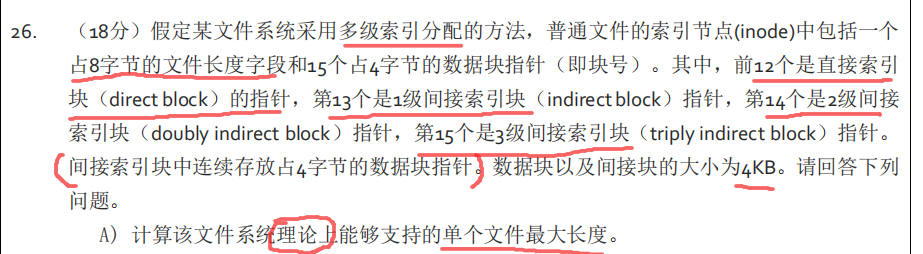 26. （18分）假定某文件系统采用多级索引分配的方法，普通文件的索引节点(inode)中包括一个
占8字节的文件长度字段和15个占4字节的数据块指针（即块号）。其中，前12个是直接索引
块（direct block）的指针，第13个是1级间接索引块（indirect block）指针，第14个是2级间接
索引块（doubly indirect block）指针，第15个是3级间接索引块（triply indirect block）指针。
间接索引块中连续存放占4字节的数据块指针。数据块以及间接块的大小为4KB。请回答下列
问题。
A) 计算该文件系统理论上能够支持的单个文件最大长度。